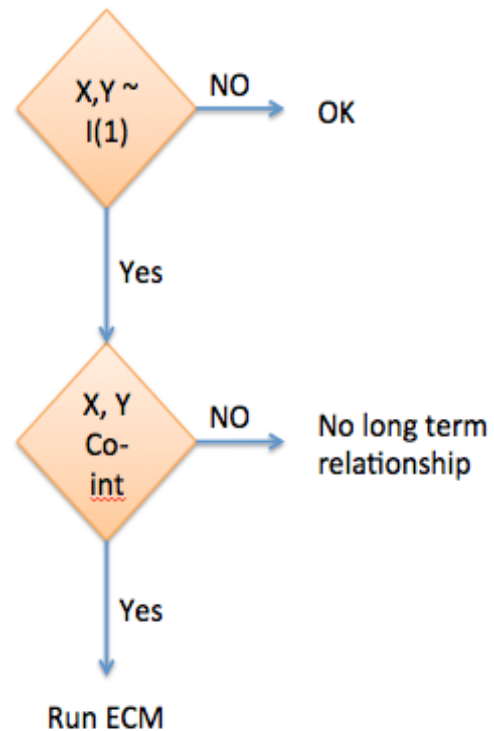 X,Y ~
I(1)
NO
OK
Yes
X, Y
Co-
int
NO
No long term
relationship
Yes
Run ECM